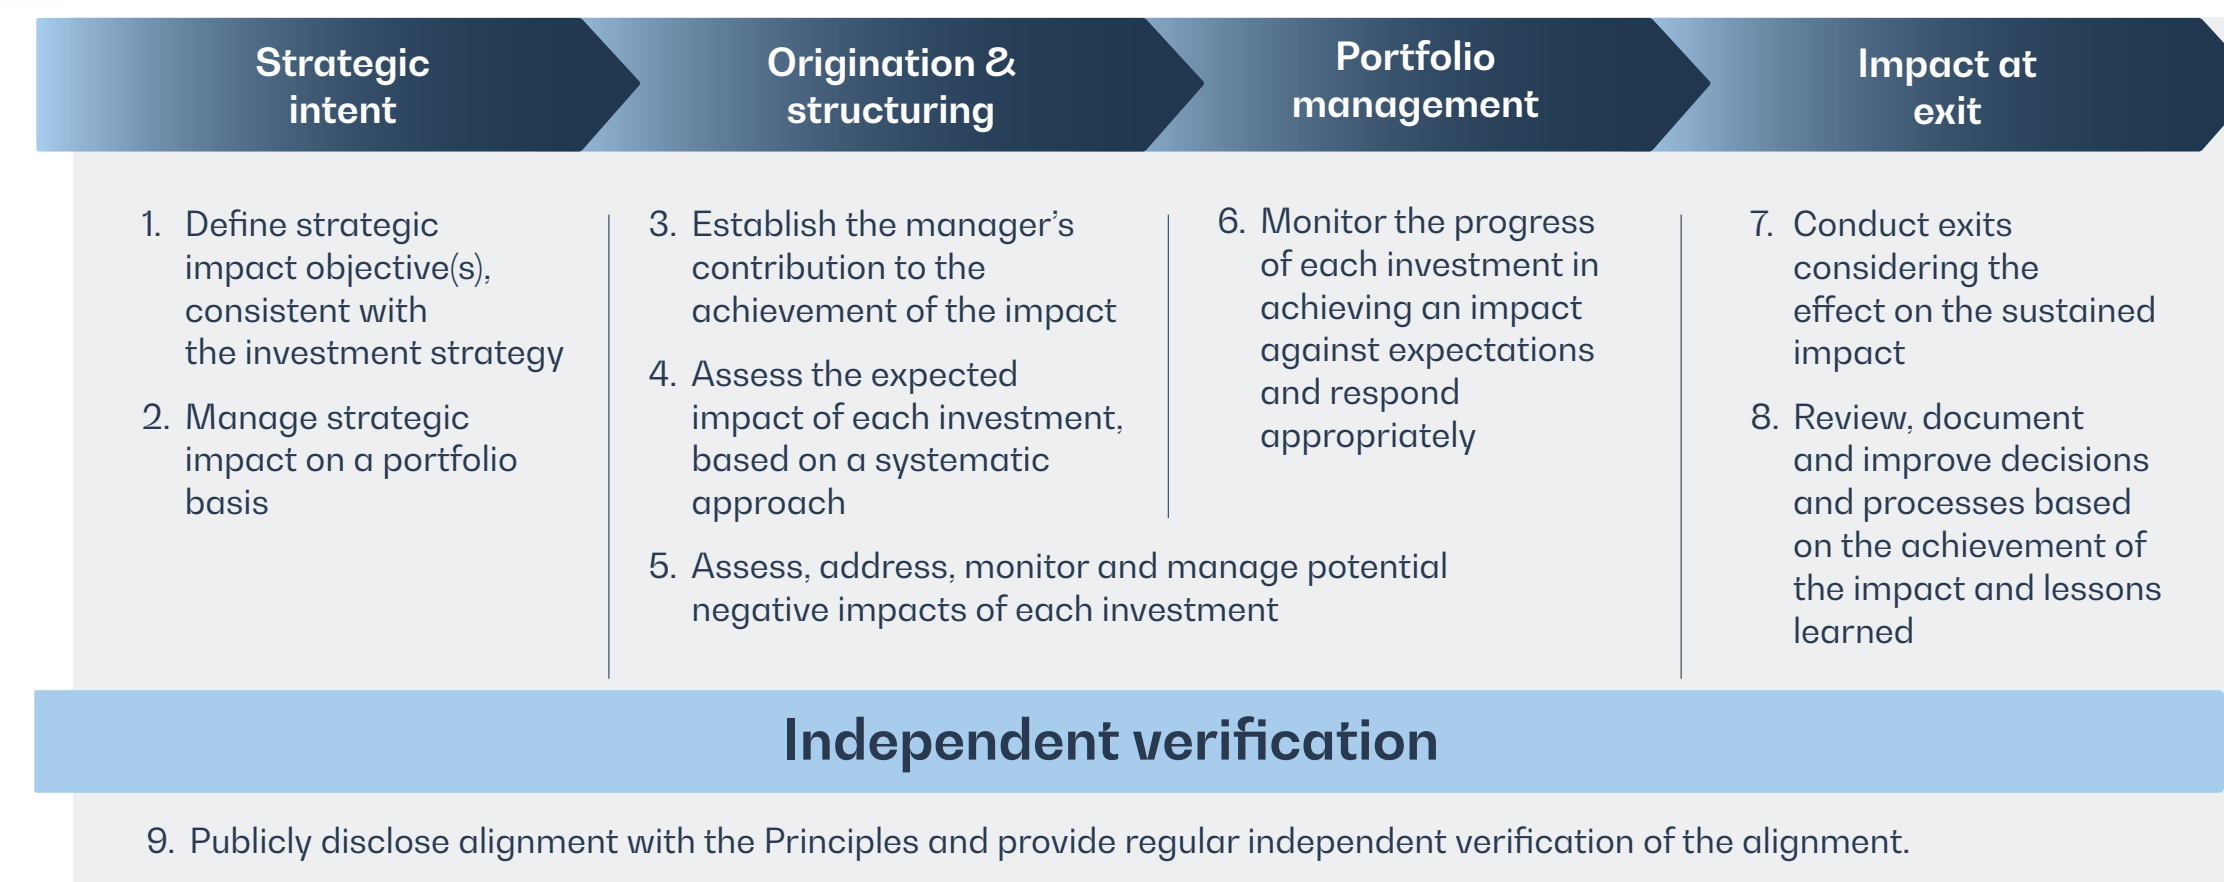 Strategic
intent
Origination &
structuring
Portfolio
management
Impact at
exit
1. Define strategic
impact objective(s),
consistent with
the investment strategy
2. Manage strategic
impact on a portfolio
basis
3. Establish the manager’s
contribution to the
achievement of the impact
4. Assess the expected
impact of each investment,
based on a systematic
approach
5. Assess, address, monitor and manage potential
negative impacts of each investment
6. Monitor the progress
of each investment in
achieving an impact
against expectations
and respond
appropriately
7. Conduct exits
considering the
effect on the sustained
impact
8. Review, document
and improve decisions
and processes based
on the achievement of
the impact and lessons
learned
Independent verification
9. Publicly disclose alignment with the Principles and provide regular independent verification of the alignment.